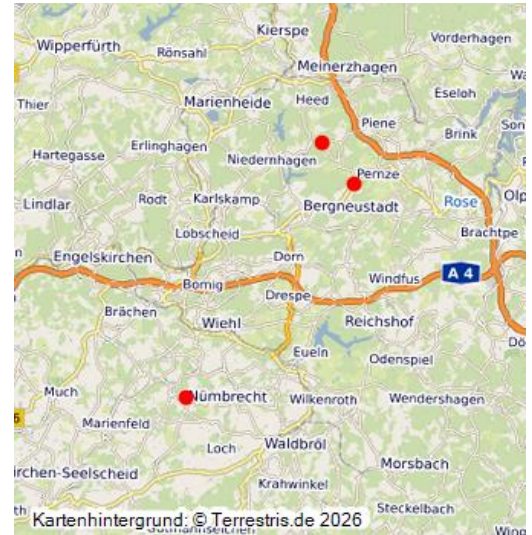 Kierspe
Vorderhagen
Wipperfürth
Rönsahl
Meinerzhagen
Eseloh
Thier
Marienheide
Heed
Piene
Brink
Erlinghagen
Hartegasse
Niedernhagen
Pernze
Rodt
Karlskamp
Lindlar
Bergneustadt
Rose
Lobscheid
Brachtpe
Engelskirchen
Dorn
Windfus
A 4
Bomig
Drespe
Brächen
Wiehl
Reichshof
Eueln
Odenspiel
Much
Nümbrecht
Wilkenroth
Wendershagen
Marienfeld
Loch
Waldbröl
Morsbach
irchen-Seelscheid
Krahwinkel
Steckelbach
Kartenhintergrund: © Terrestris.de 2026